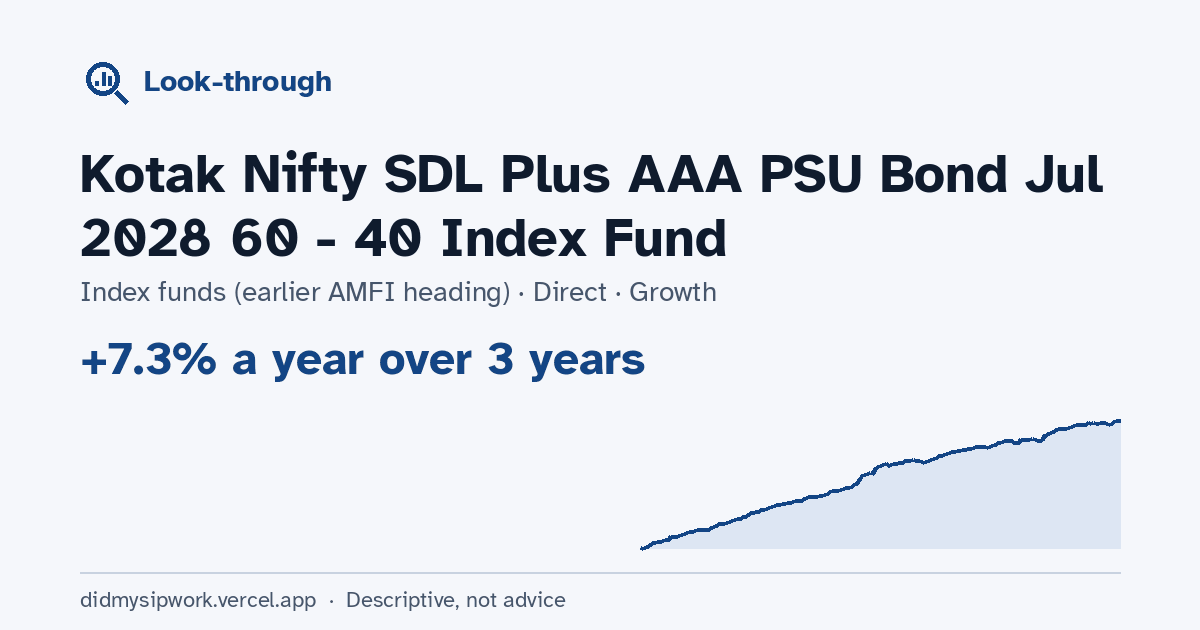 Look-through
Kotak Nifty SDL Plus AAA PSU Bond Jul
2028 60 - 40 Index Fund
Index funds (earlier AMFI heading) · Direct · Growth
+7.3% a year over 3 years
didmysipwork.vercel.app · Descriptive, not advice